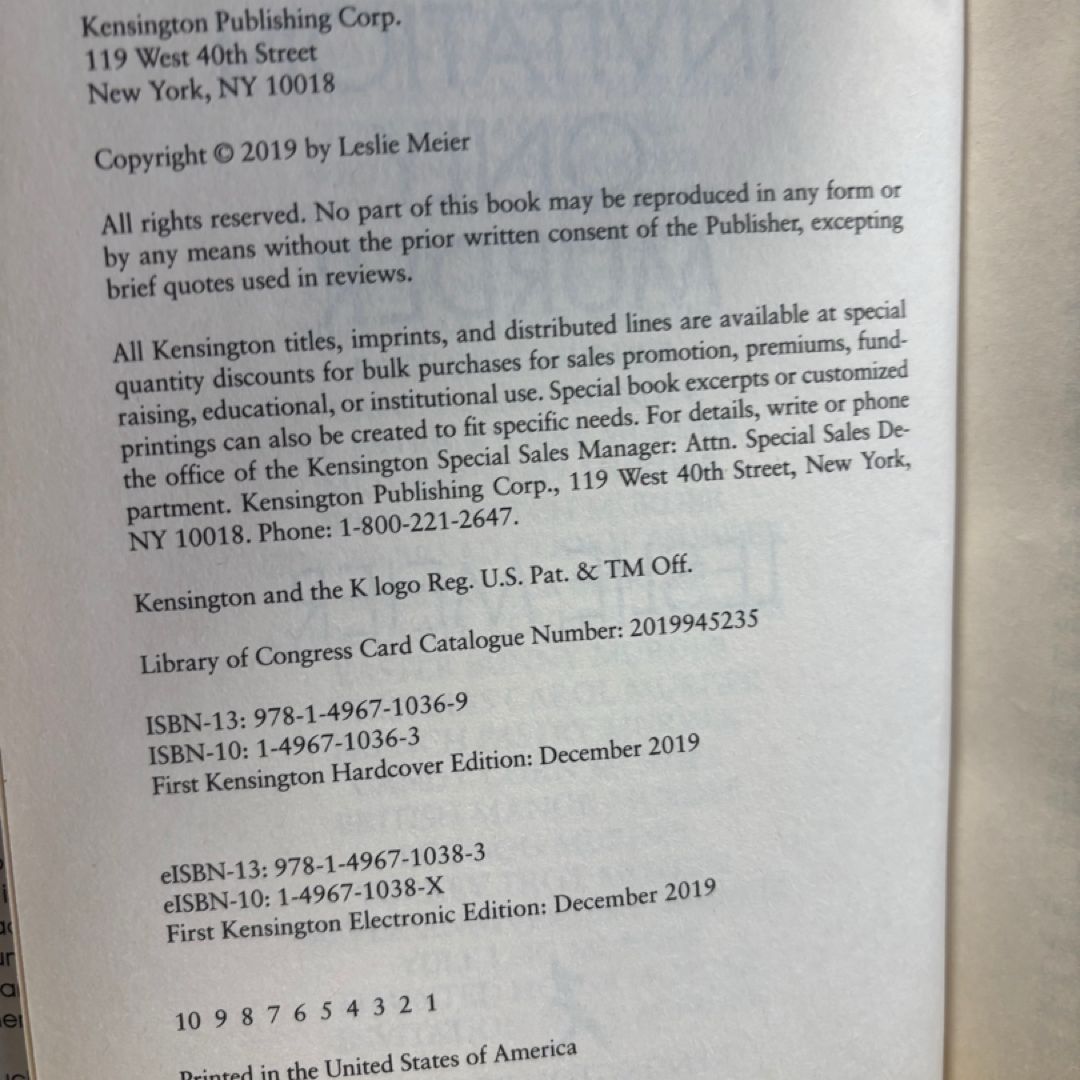 Kensington Publishing Corp.
119 West 40th Street
New York, NY 10018
Copyright © 2019 by Leslie Meier
All rights reserved. No part of this book may be reproduced in any form or
by any means without the prior written consent of the Publisher, excepting
brief quotes used in reviews.
All Kensington titles, imprints, and distributed lines are available at special
quantity discounts for bulk purchases for sales promotion, premiums, fund-
raising, educational, or institutional use. Special book excerpts or customized
printings can also be created to fit specific needs. For details, write or phone
the office of the Kensington Special Sales Manager: Attn. Special Sales De-
partment. Kensington Publishing Corp., 119 West 40th Street, New York,
NY 10018. Phone: 1-800-221-2647.
Kensington and the K logo Reg. U.S. Pat. & TM Off.
Library of Congress Card Catalogue Number: 2019945235
ISBN-13: 978-1-4967-1036-9
ISBN-10: 1-4967-1036-3
First Kensington Hardcover Edition: December 2019
eISBN-13: 978-1-4967-1038-3
eISBN-10: 1-4967-1038-X
First Kensington Electronic Edition: December 2019
10 9 8 7 6 5 4 3 2 1
Printed in the United States of America